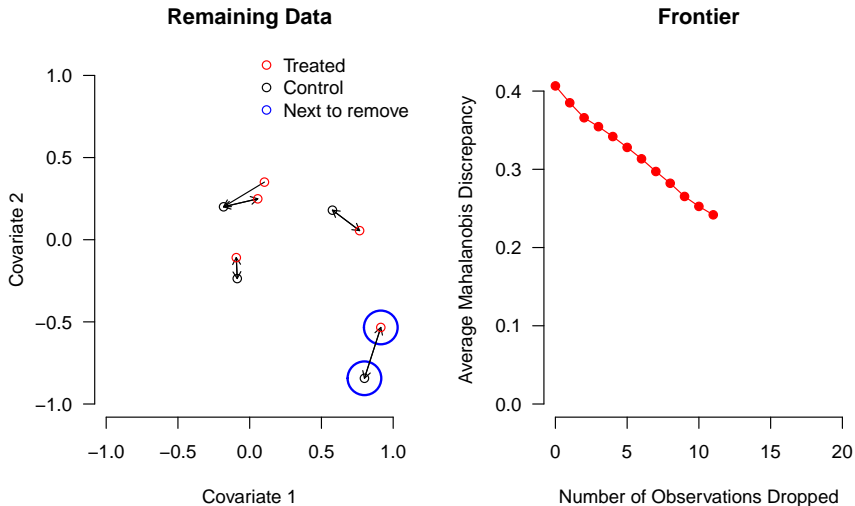 Remaining Data
Treated
Control
Next to remove
1.0
0.5
0.0
−0.5
−1.0
Covariate 2
−1.0 −0.5 0.0 0.5 1.0
Covariate 1
Frontier
0.4
0.3
0.2
0.1
0.0
Average Mahalanobis Discrepancy
0 5 10 15 20
Number of Observations Dropped